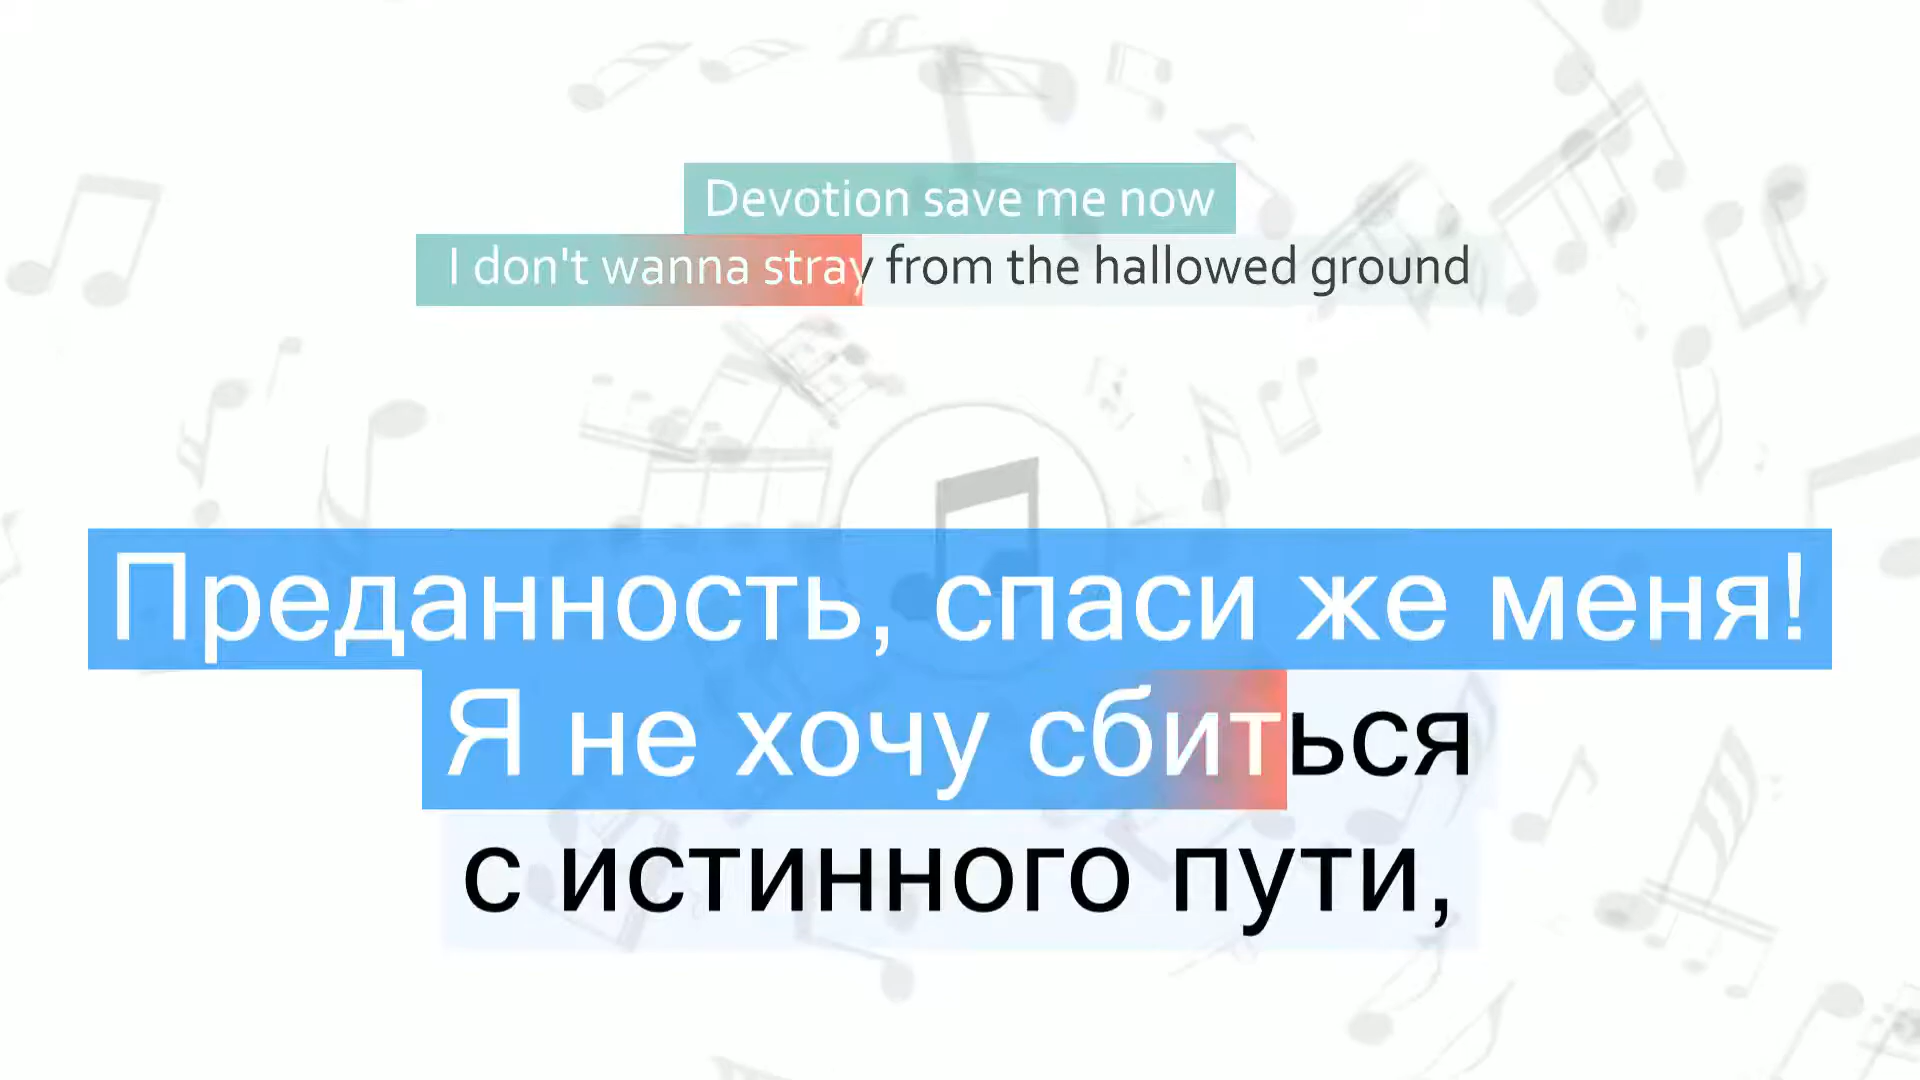 Devotion save me now
I don't wanna stray from the hallowed ground
Преданность, спаси же меня!
Я не хочу сбиться
с истинного пути,